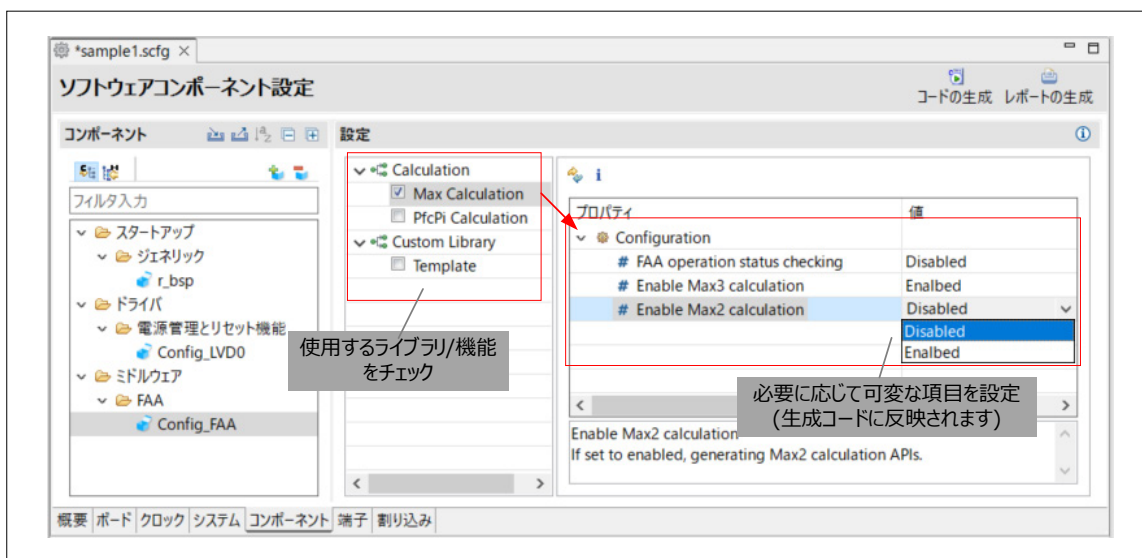 *sample1.scfg
ソフトウェアコンポーネント設定
コードの生成 レポートの生成
コンポーネント
設定
フィルタ入力
スタートアップ
ジェネリック
r_bsp
ドライバ
電源管理とリセット機能
Config_LVD0
ミドルウェア
FAA
Config_FAA
Calculation
Max Calculation
PfcPi Calculation
Custom Library
Template
使用するライブラリ/機能
をチェック
プロパティ 値
Configuration
FAA operation status checking Disabled
Enable Max3 calculation Enalbed
Enable Max2 calculation Disabled
Disabled
Enalbed
必要に応じて可変な項目を設定
(生成コードに反映されます)
Enable Max2 calculation
If set to enabled, generating Max2 calculation APIs.
概要 ボード クロック システム コンポーネント 端子 割り込み